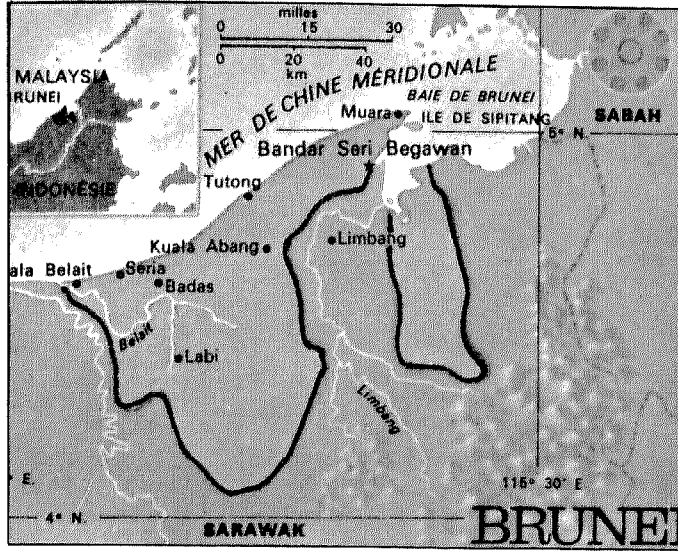 milles
0 15 30
0 20 40
km
MALAYSIA
BRUNEI
INDONÉSIE
MER DE CHINE MÉRIDIONALE
BAIE DE BRUNEI
SABAH
Muara
ILE DE SIPITANG
5° N.
Bandar Seri Begawan
Tutong
Kuala Abang
Limbang
ala Belait
Seria
Badas
Belait
Labi
Limbang
E.
115° 30' E
4° N.
SARAWAK
BRUNEI